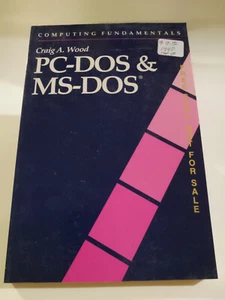 COMPUTING FUNDAMENTALS
Craig A. Wood
PC-DOS &
MS-DOS®
FOR SALE